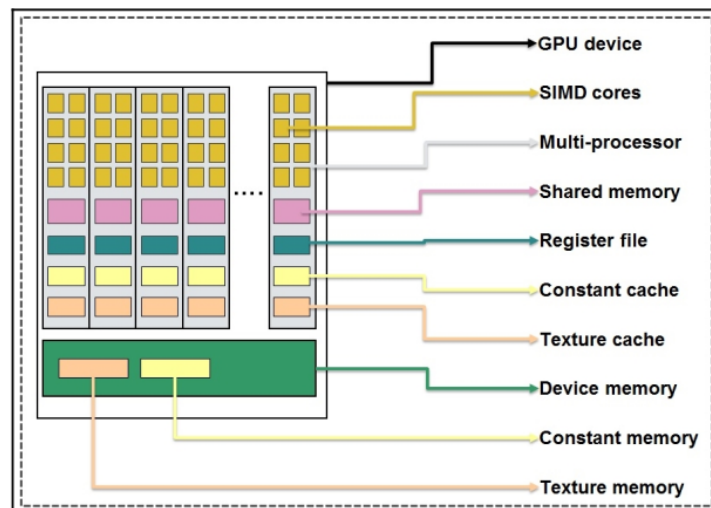 GPU device
SIMD cores
Multi-processor
Shared memory
Register file
Constant cache
Texture cache
Device memory
Constant memory
Texture memory